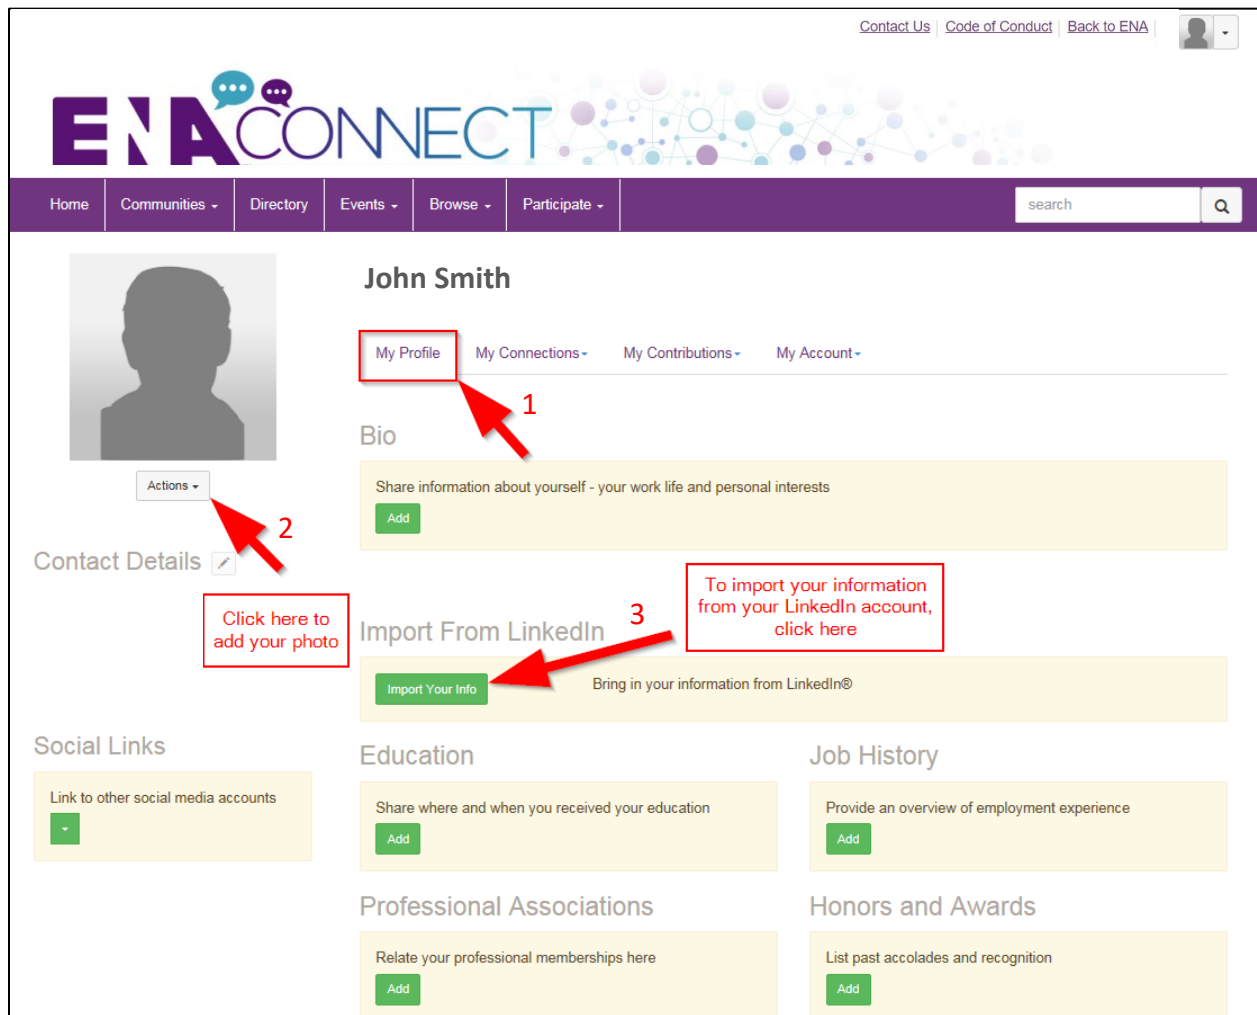 Contact Us Code of Conduct Back to ENA
ENA CONNECT
Home Communities Directory Events Browse Participate search
John Smith
My Profile My Connections My Contributions My Account
1
Bio
Share information about yourself - your work life and personal interests
Add
Actions
2
Contact Details
Click here to
add your photo
To import your information
from your LinkedIn account,
click here
3
Import From LinkedIn
Import Your Info Bring in your information from LinkedIn®
Social Links
Link to other social media accounts
Education
Share where and when you received your education
Add
Job History
Provide an overview of employment experience
Add
Professional Associations
Relate your professional memberships here
Add
Honors and Awards
List past accolades and recognition
Add